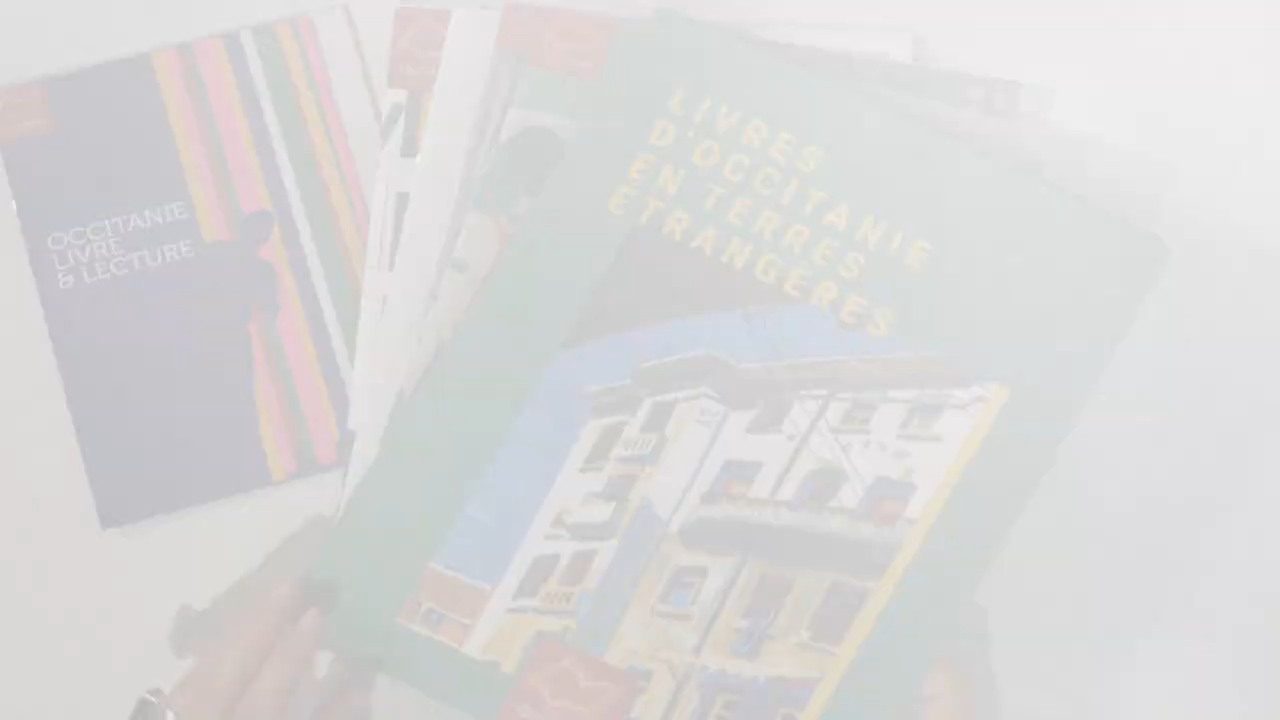 OCCITANIE
LIVRE
& LECTURE
LIVRES
D'OCCITANIE
EN TERRES
ÉTRANGÈRES